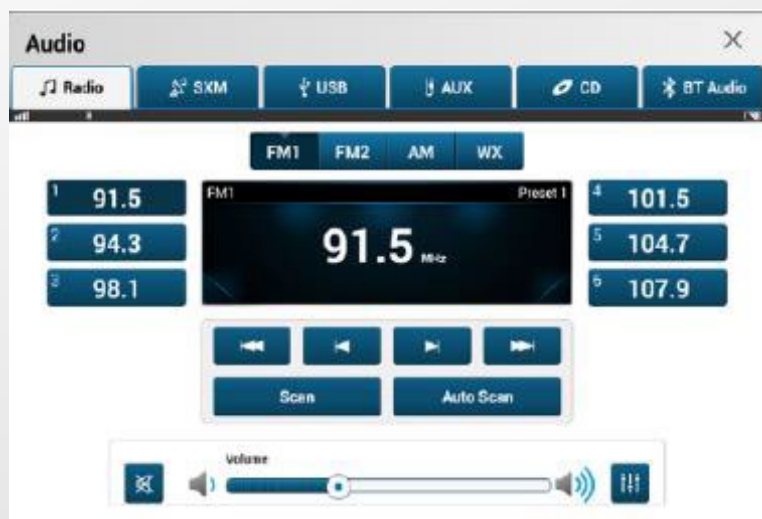 Audio
Radio SXM USB AUX CD BT Audio
FM1 FM2 AM WX
1 91.5
2 94.3
3 98.1
FM1 Preset 1
91.5 MHz
4 101.5
5 104.7
6 107.9
Scan Auto Scan
Volume